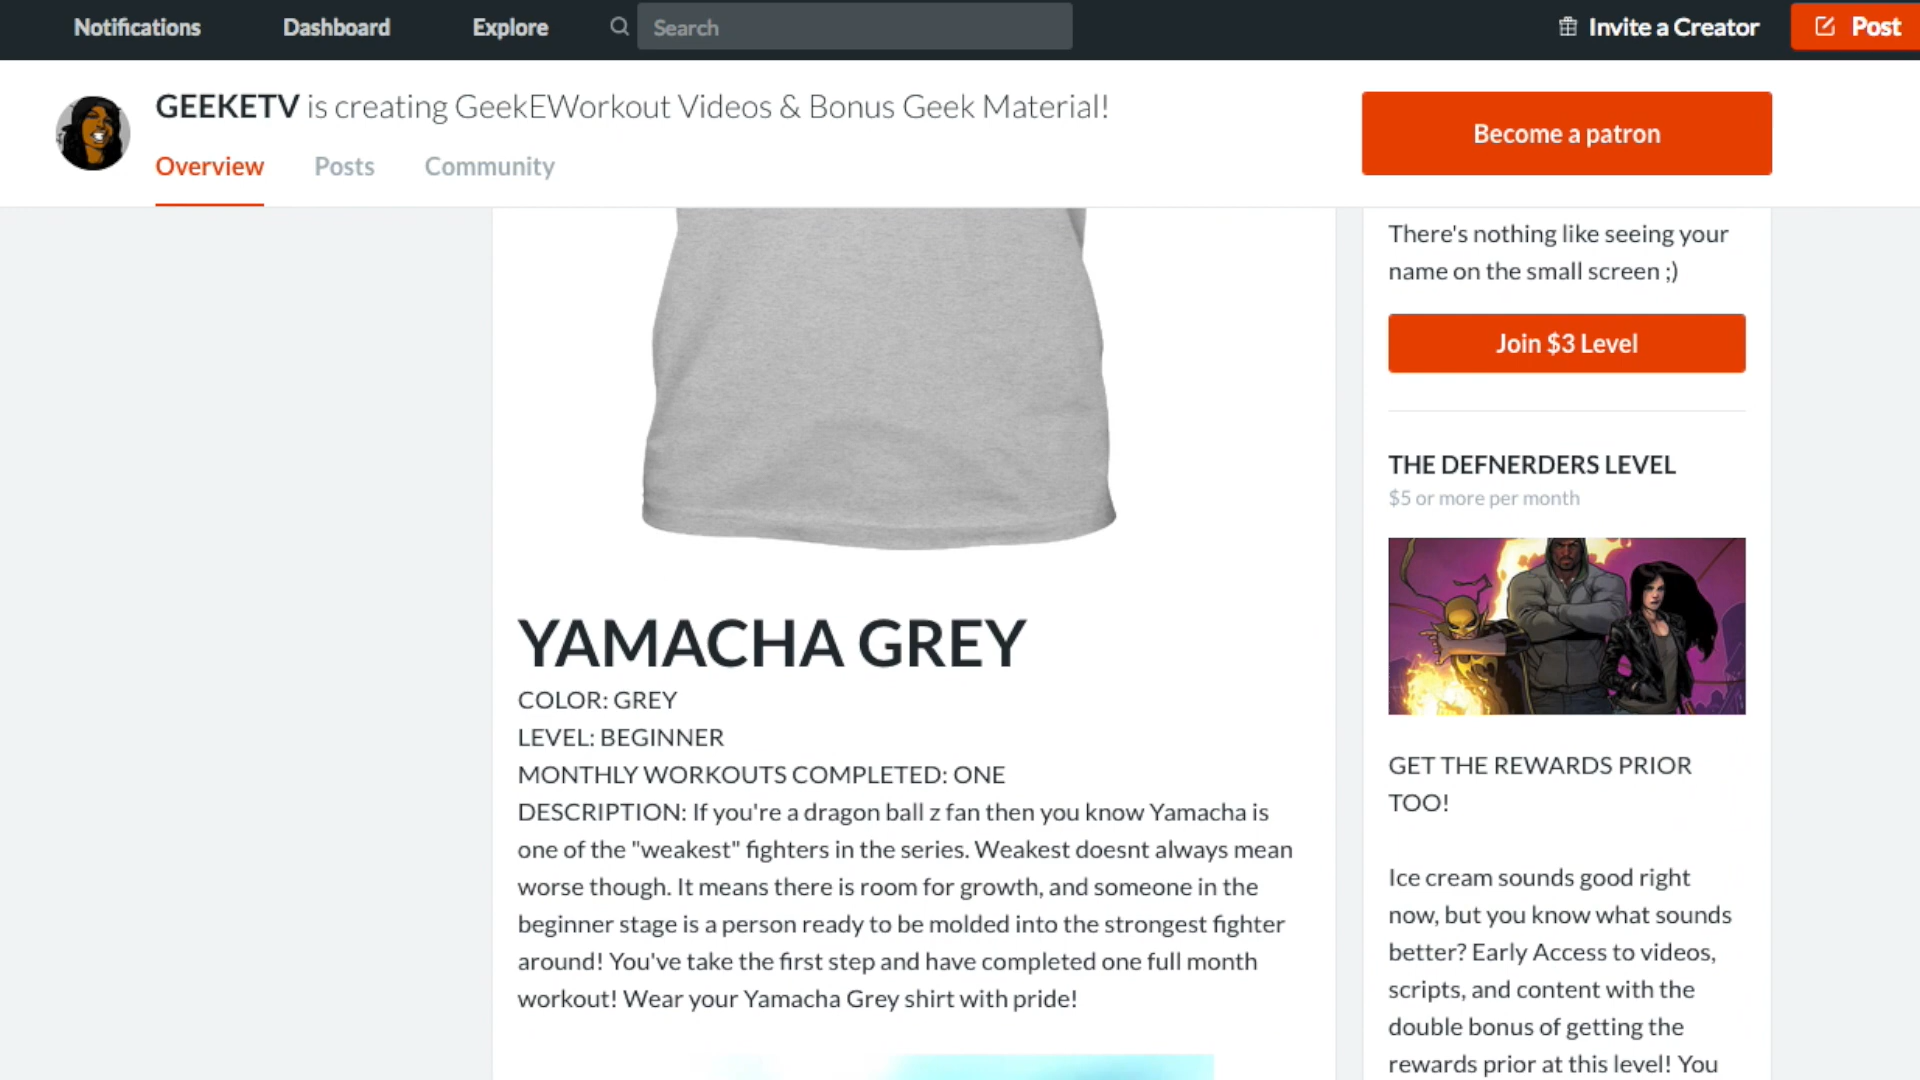 Notifications
Dashboard
Explore
Search
Invite a Creator
Post
GEEKETV is creating GeekEWorkout Videos & Bonus Geek Material!
Become a patron
Overview
Posts
Community
YAMACHA GREY
COLOR: GREY
LEVEL: BEGINNER
MONTHLY WORKOUTS COMPLETED: ONE
DESCRIPTION: If you're a dragon ball z fan then you know Yamacha is
one of the "weakest" fighters in the series. Weakest doesnt always mean
worse though. It means there is room for growth, and someone in the
beginner stage is a person ready to be molded into the strongest fighter
around! You've take the first step and have completed one full month
workout! Wear your Yamacha Grey shirt with pride!
There's nothing like seeing your
name on the small screen ;)
Join $3 Level
THE DEFNERDERS LEVEL
$5 or more per month
GET THE REWARDS PRIOR
TOO!
Ice cream sounds good right
now, but you know what sounds
better? Early Access to videos,
scripts, and content with the
double bonus of getting the
rewards prior at this level! You